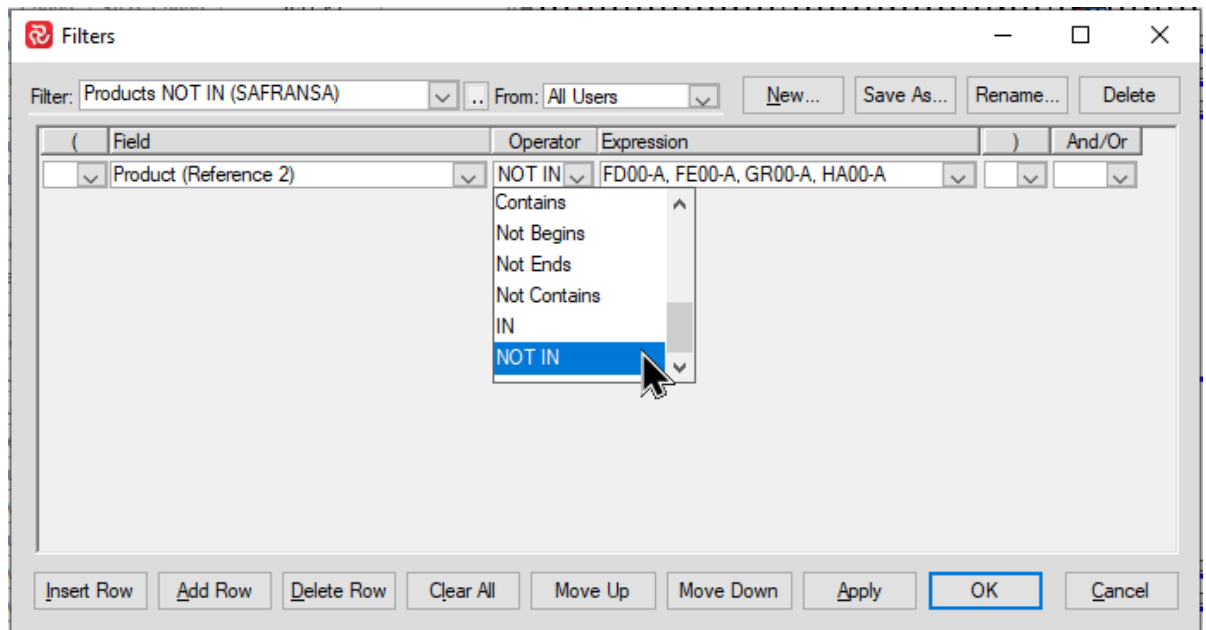 Filters
Filter: Products NOT IN (SAFRANSA) .. From: All Users New... Save As... Rename... Delete
( Field Operator Expression ) And/Or
Product (Reference 2) NOT IN FD00-A, FE00-A, GR00-A, HA00-A
Contains
Not Begins
Not Ends
Not Contains
IN
NOT IN
Insert Row Add Row Delete Row Clear All Move Up Move Down Apply OK Cancel